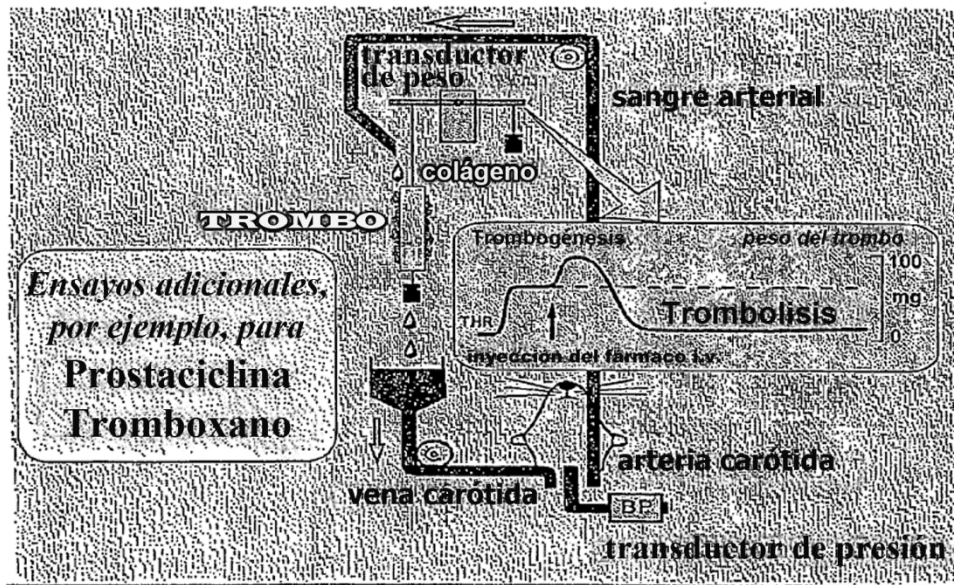 transductor
de peso
sangre arterial
colágeno
TROMBO
Trombogénesis
peso del trombo
100
mg
0
THR
Trombolisis
inyección del fármaco i.v.
Ensayos adicionales,
por ejemplo, para
Prostaciclina
Tromboxano
arteria carótida
vena carótida
BP
transductor de presión